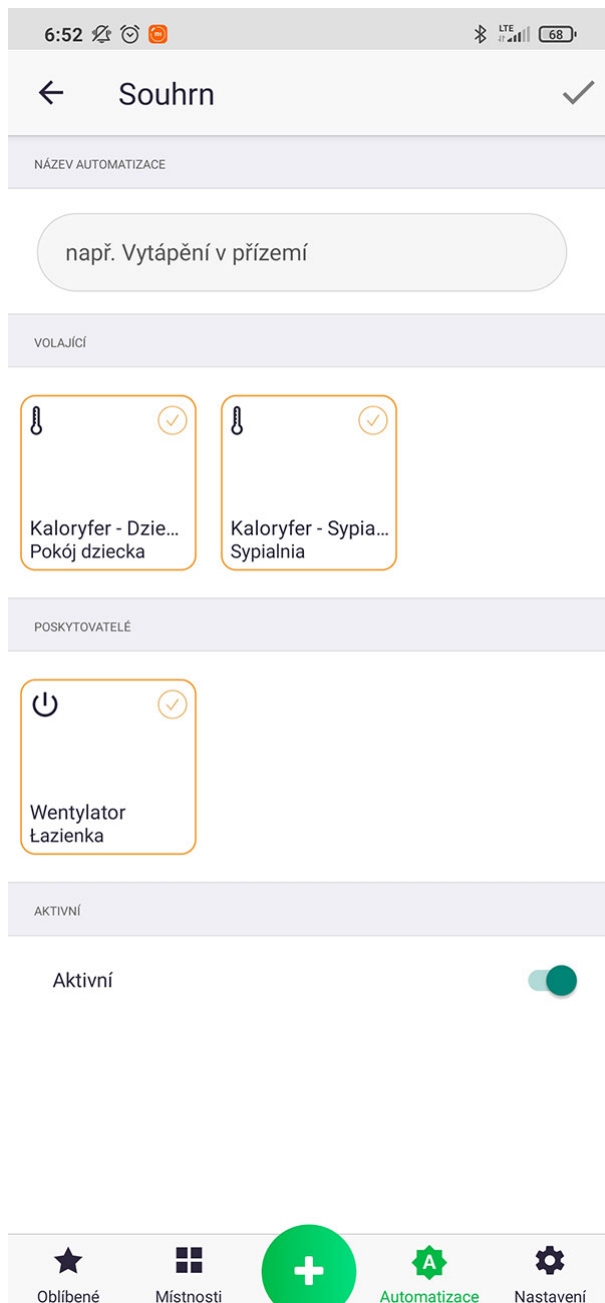 6:52
LTE
68
Souhrn
NÁZEV AUTOMATIZACE
např. Vytápění v přízemí
VOLAJÍCÍ
Kaloryfer - Dzie...
Pokój dziecka
Kaloryfer - Sypia...
Sypialnia
POSKYTOVATELÉ
Wentylator
Łazienka
AKTIVNÍ
Aktivní
A
Oblíbené
Místnosti
Automatizace
Nastavení